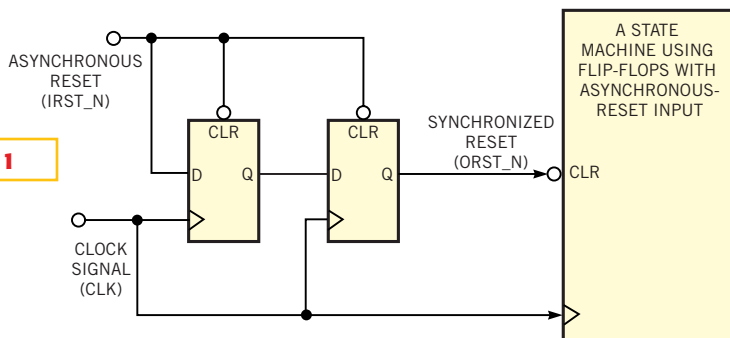 ASYNCHRONOUS
RESET
(IRST_N)
1
CLOCK
SIGNAL
(CLK)
CLR
D
Q
CLR
D
Q
SYNCHRONIZED
RESET
(ORST_N)
A STATE
MACHINE USING
FLIP-FLOPS WITH
ASYNCHRONOUS-
RESET INPUT
CLR